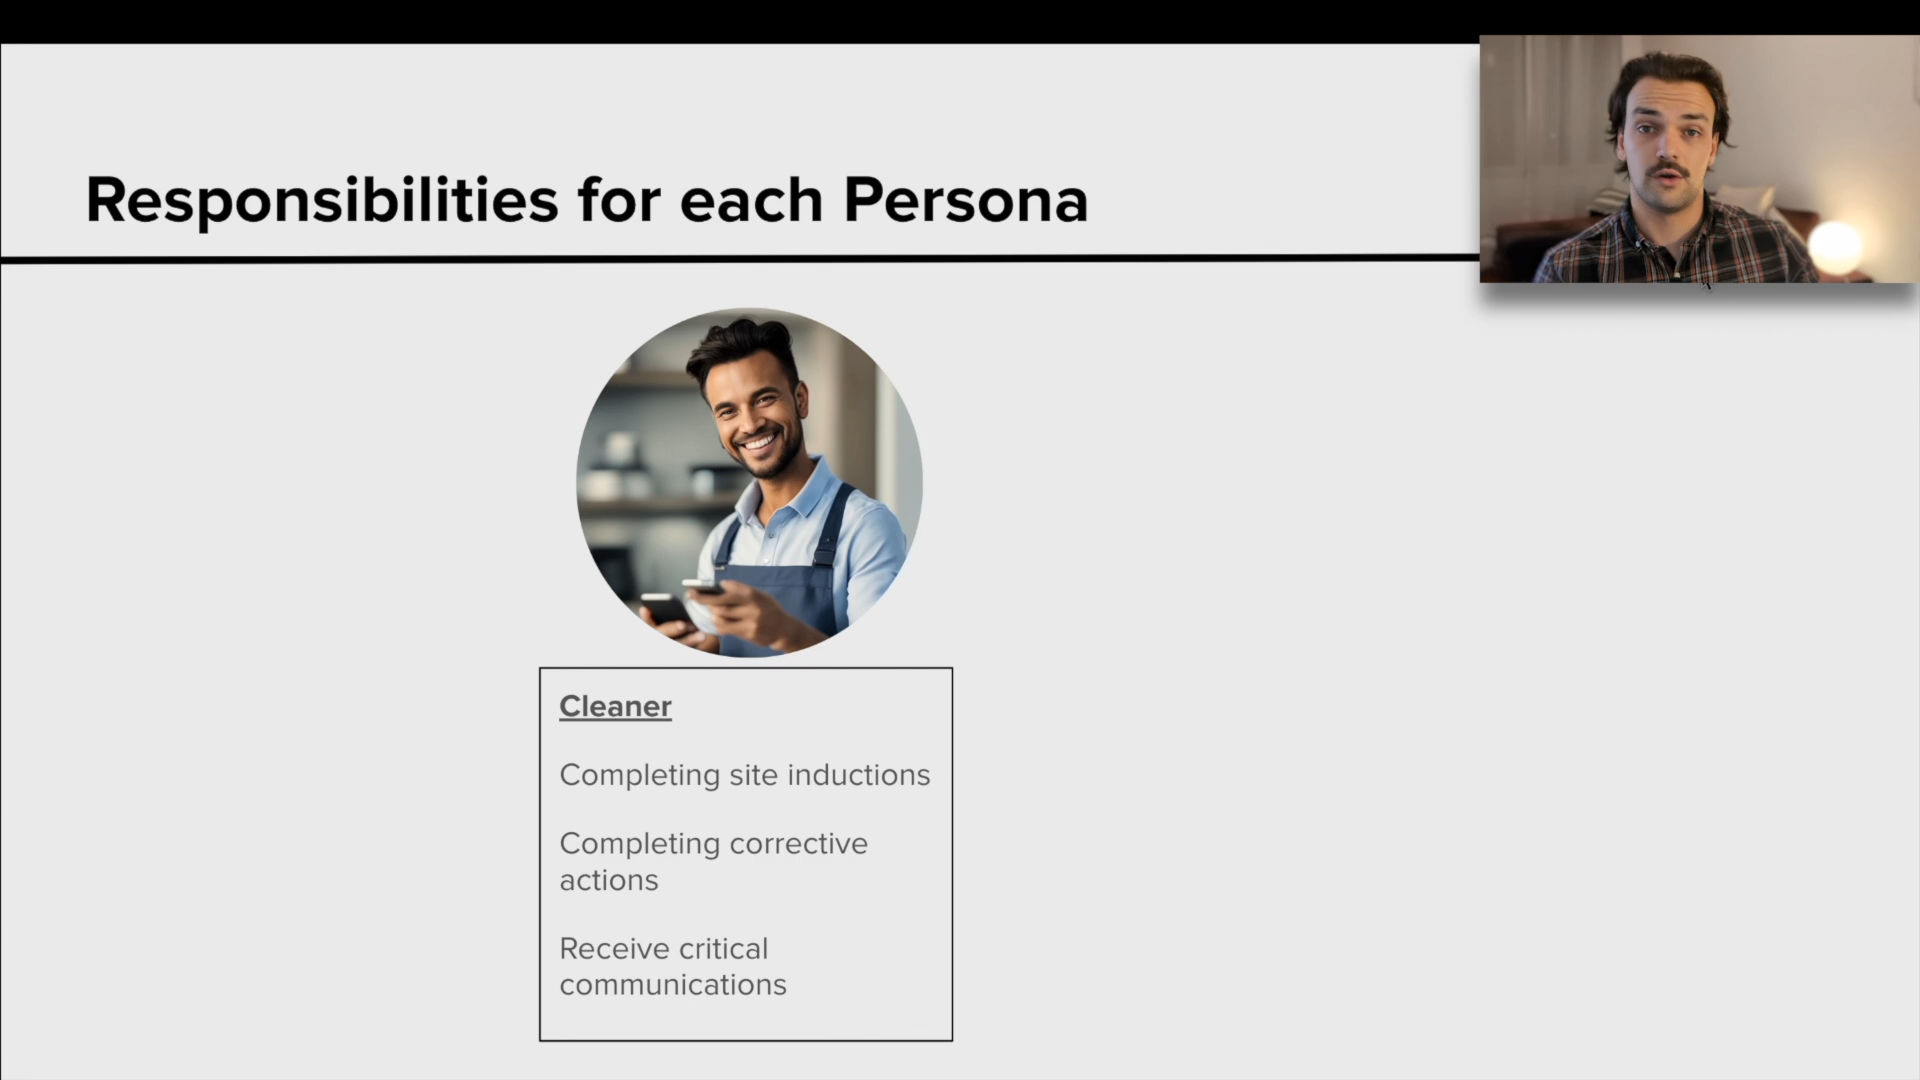 Responsibilities for each Persona
Cleaner
Completing site inductions
Completing corrective
actions
Receive critical
communications